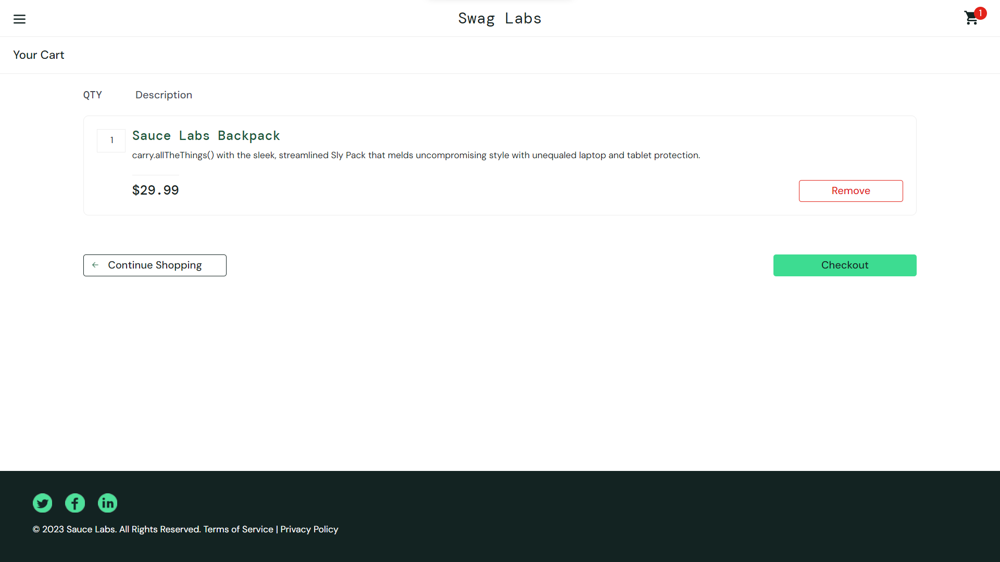 Swag Labs
1
Your Cart
QTY Description
1
Sauce Labs Backpack
carry.allTheThings() with the sleek, streamlined Sly Pack that melds uncompromising style with unequaled laptop and tablet protection.
$29.99
Remove
Continue Shopping
Checkout
© 2023 Sauce Labs. All Rights Reserved. Terms of Service | Privacy Policy